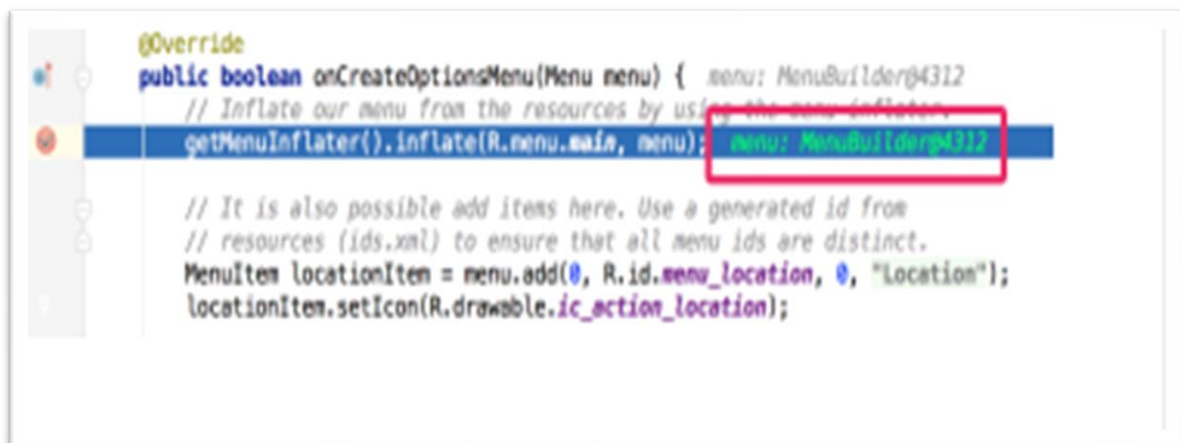 @Override
public boolean onCreateOptionsMenu(Menu menu) { menu: MenuBuilder@4312
// Inflate our menu from the resources by using the menu inflater.
getMenuInflater().inflate(R.menu.main, menu); menu: MenuBuilder@4312
// It is also possible add items here. Use a generated id from
// resources (ids.xml) to ensure that all menu ids are distinct.
MenuItem locationItem = menu.add(0, R.id.menu_location, 0, "Location");
locationItem.setIcon(R.drawable.ic_action_location);